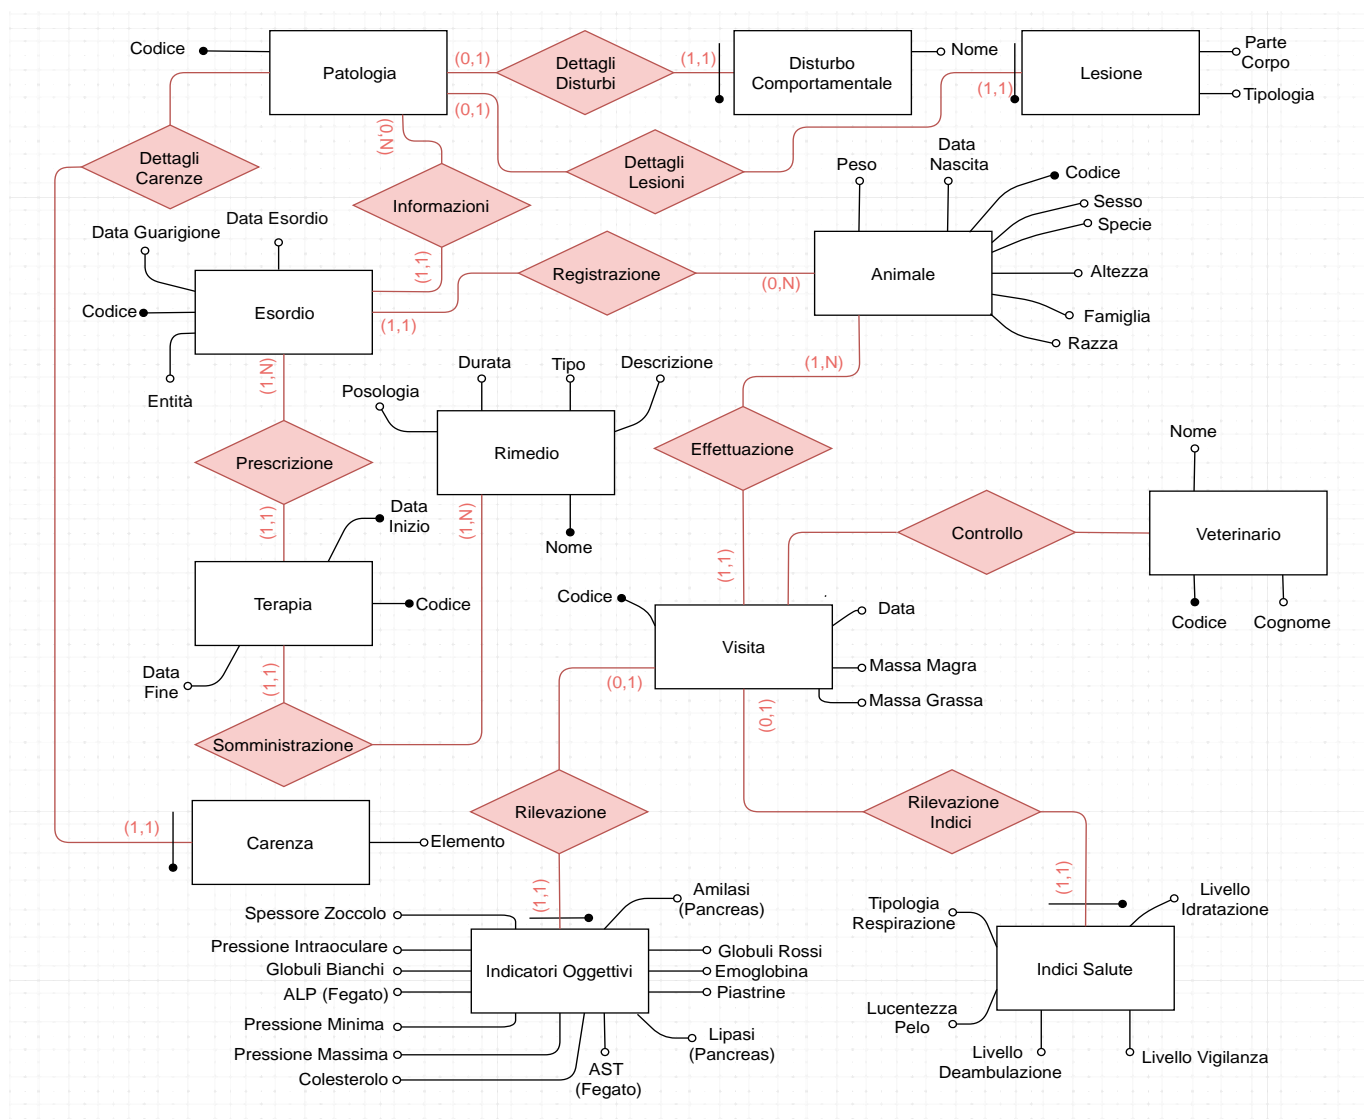 Codice
Patologia
(0,1)
Dettagli
Disturbi
(1,1)
Disturbo
Comportamentale
Nome
Lesione
Parte
Corpo
Tipologia
(1,1)
(0,1)
(0,N)
Dettagli
Carenze
Dettagli
Lesioni
Informazioni
(1,1)
Peso
Data
Nascita
Codice
Sesso
Specie
Altezza
Famiglia
Razza
Animale
(0,N)
Registrazione
(1,1)
Data Guarigione
Data Esordio
Codice
Esordio
Entità
(1,N)
Posologia
Durata
Tipo
Descrizione
Rimedio
Nome
(1,N)
(1,N)
Effettuazione
(1,1)
Prescrizione
(1,1)
Data
Inizio
Terapia
Codice
Data
Fine
(1,1)
Somministrazione
Nome
Controllo
Veterinario
Codice
Cognome
Codice
Visita
Data
Massa Magra
Massa Grassa
(0,1)
(0,1)
Rilevazione
(1,1)
Rilevazione
Indici
(1,1)
(1,1)
Carenza
Elemento
Spessore Zoccolo
Pressione Intraoculare
Globuli Bianchi
ALP (Fegato)
Pressione Minima
Pressione Massima
Colesterolo
Indicatori Oggettivi
Amilasi
(Pancreas)
Globuli Rossi
Emoglobina
Piastrine
Lipasi
(Pancreas)
AST
(Fegato)
Tipologia
Respirazione
Livello
Idratazione
Indici Salute
Lucentezza
Pelo
Livello
Deambulazione
Livello Vigilanza